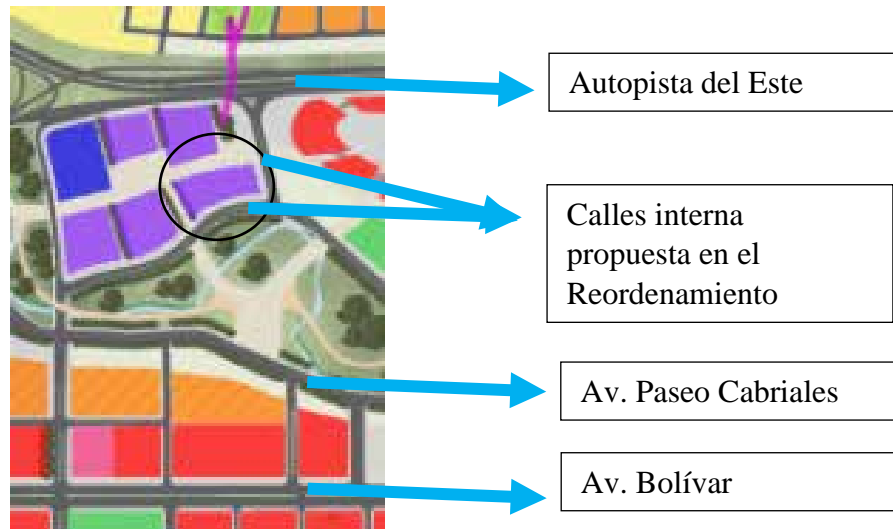 Autopista del Este
Calles interna
propuesta en el
Reordenamiento
Av. Paseo Cabriales
Av. Bolívar